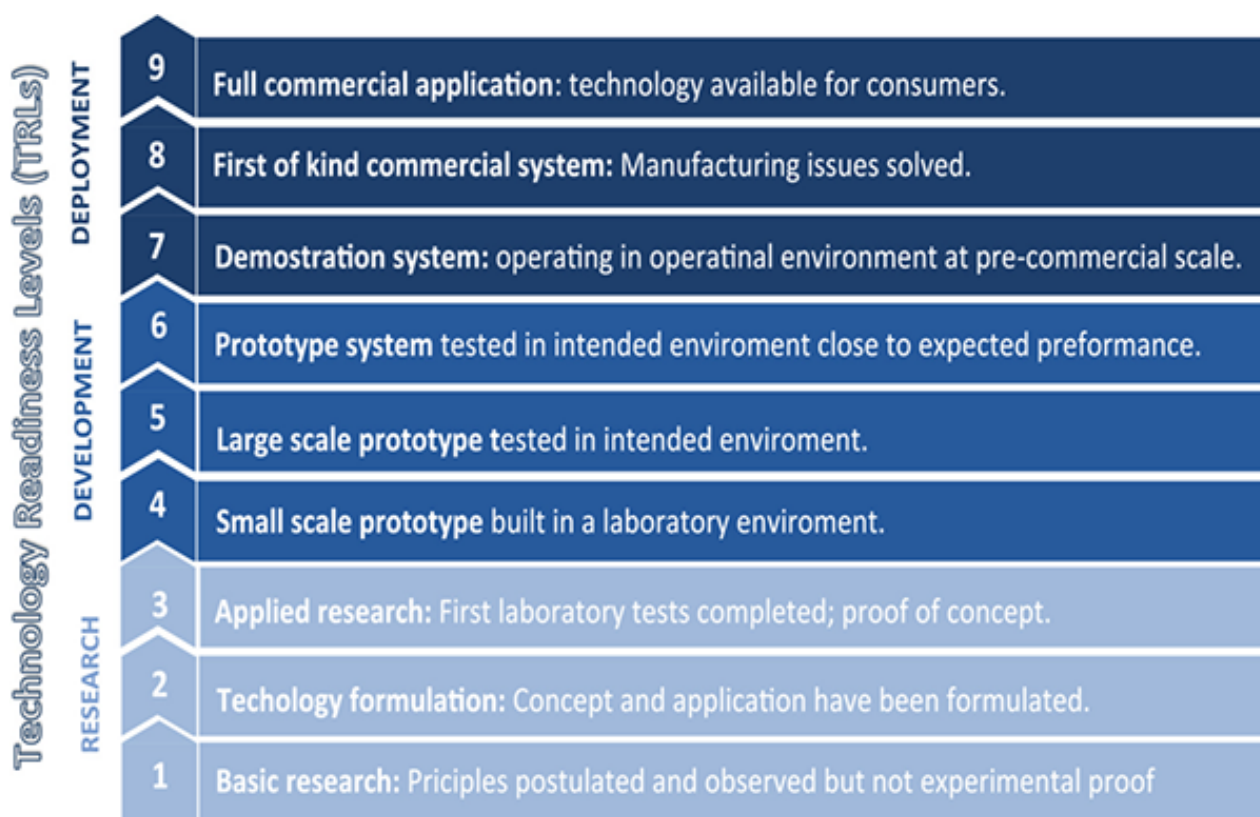 Technology Readiness Levels (TRLs)
DEPLOYMENT
9
Full commercial application: technology available for consumers.
8
First of kind commercial system: Manufacturing issues solved.
7
Demostration system: operating in operatinal environment at pre-commercial scale.
DEVELOPMENT
6
Prototype system tested in intended enviroment close to expected preformance.
5
Large scale prototype tested in intended enviroment.
4
Small scale prototype built in a laboratory enviroment.
RESEARCH
3
Applied research: First laboratory tests completed; proof of concept.
2
Techology formulation: Concept and application have been formulated.
1
Basic research: Priciples postulated and observed but not experimental proof